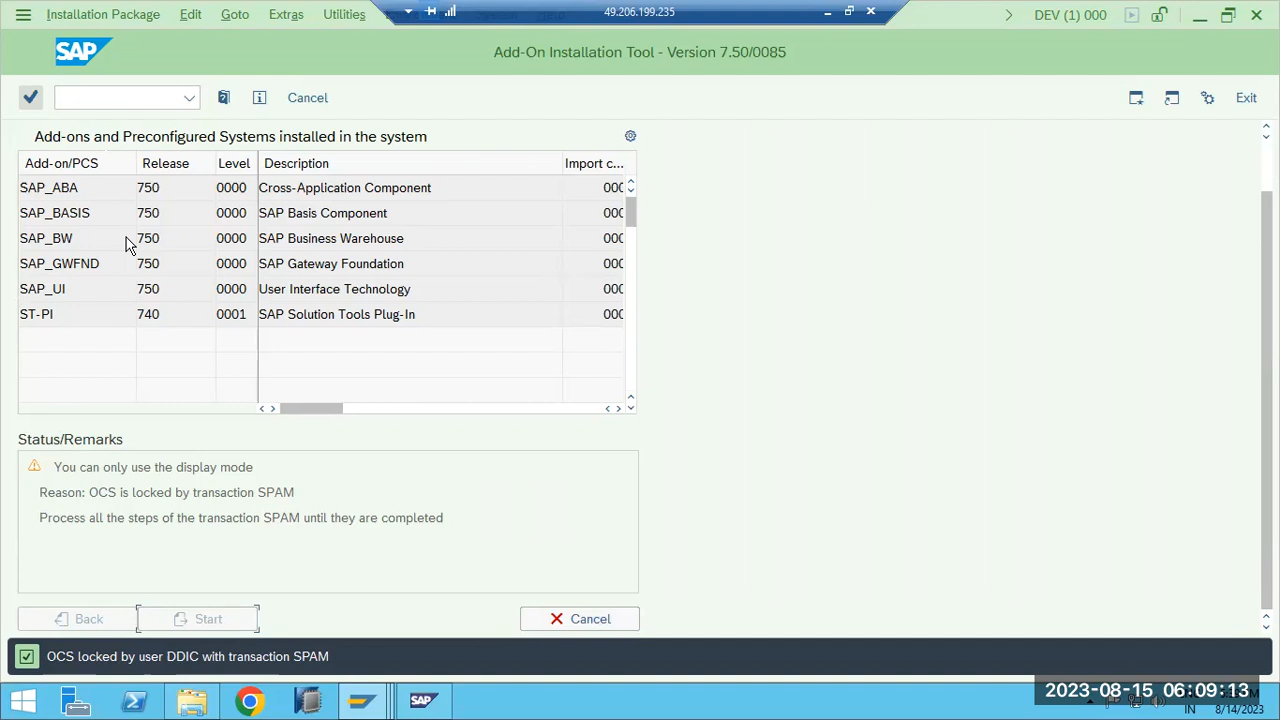 Installation Package Edit Goto Extras Utilities 49.206.199.235 DEV (1) 000
SAP Add-On Installation Tool - Version 7.50/0085
Cancel Exit
Add-ons and Preconfigured Systems installed in the system
Add-on/PCS Release Level Description Import c...
SAP_ABA 750 0000 Cross-Application Component 000
SAP_BASIS 750 0000 SAP Basis Component 000
SAP_BW 750 0000 SAP Business Warehouse 000
SAP_GWFND 750 0000 SAP Gateway Foundation 000
SAP_UI 750 0000 User Interface Technology 000
ST-PI 740 0001 SAP Solution Tools Plug-In 000
Status/Remarks
You can only use the display mode
Reason: OCS is locked by transaction SPAM
Process all the steps of the transaction SPAM until they are completed
Back Start Cancel
OCS locked by user DDIC with transaction SPAM
SAP
2023-08-15 06:09:13
IN 8/14/2023